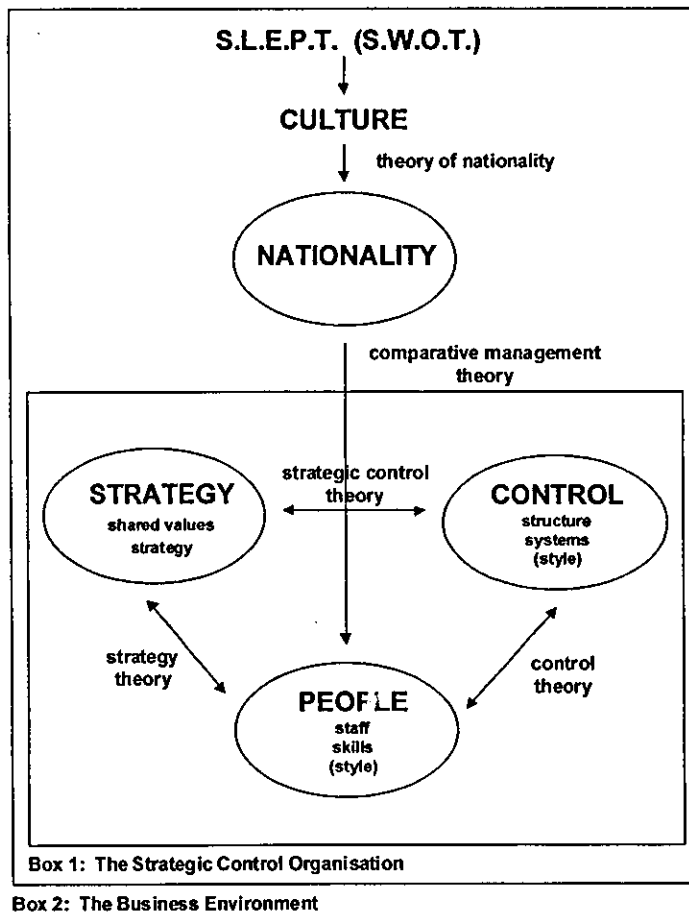 S.L.E.P.T. (S.W.O.T.)
CULTURE
theory of nationality
NATIONALITY
comparative management
theory
STRATEGY
shared values
strategy
strategic control
theory
CONTROL
structure
systems
(style)
strategy
theory
control
theory
PEOPLE
staff
skills
(style)
Box 1: The Strategic Control Organisation
Box 2: The Business Environment